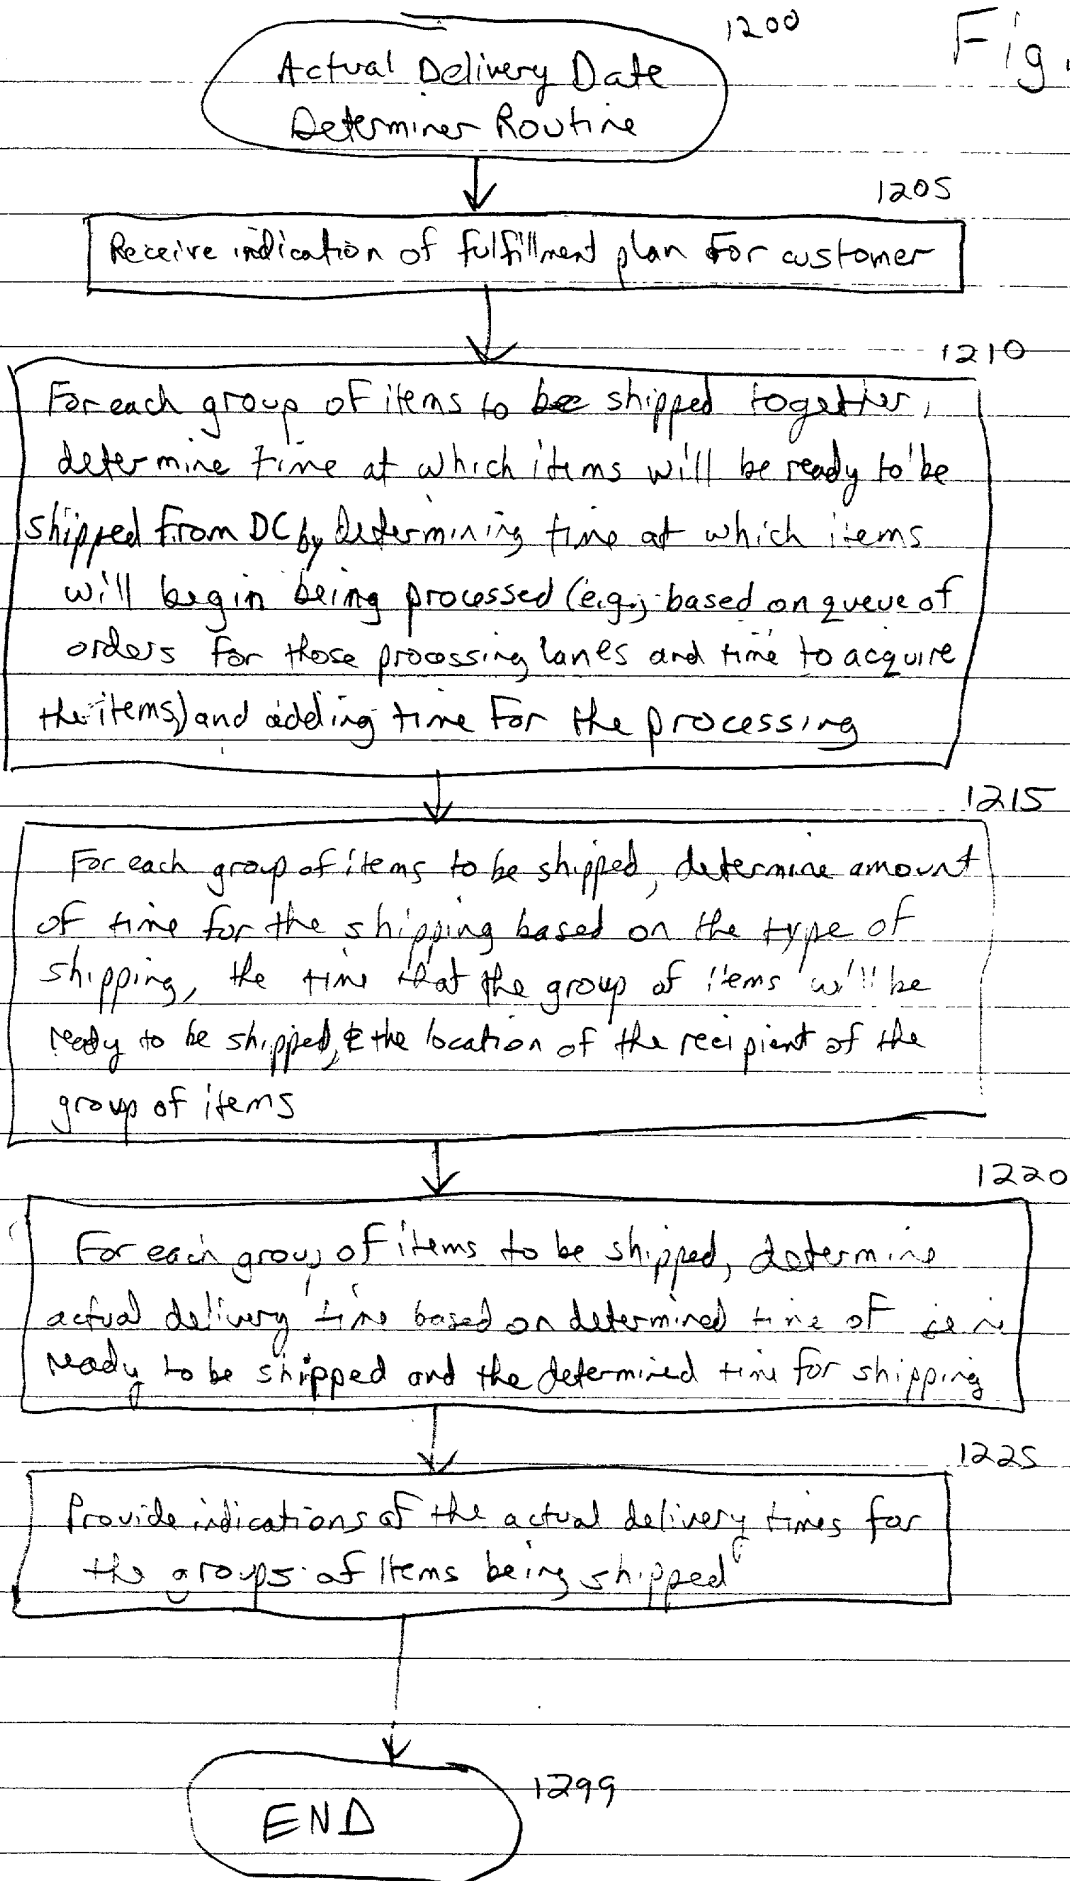 1200
Fig.
Actual Delivery Date
Determiner Routine
1205
Receive indication of fulfillment plan for customer
1210
For each group of items to be shipped together,
determine time at which items will be ready to be
shipped from DC by determining time at which items
will begin being processed (e.g., based on queue of
orders for those processing lanes and time to acquire
the items) and adding time for the processing
1215
For each group of items to be shipped, determine amount
of time for the shipping based on the type of
shipping, the time that the group of items will be
ready to be shipped, & the location of the recipient of the
group of items
1220
For each group of items to be shipped, determine
actual delivery time based on determined time of
ready to be shipped and the determined time for shipping
1225
Provide indications of the actual delivery times for
the groups of items being shipped
1299
END